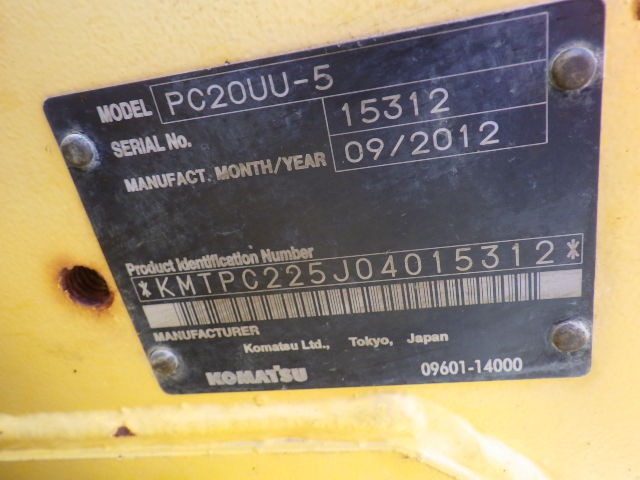 MODEL PC20UU-5
SERIAL No. 15312
MANUFACT. MONTH/YEAR 09/2012
Product Identification Number
*KMTPC225J04015312*
MANUFACTURER
Komatsu Ltd., Tokyo, Japan
KOMATSU 09601-14000